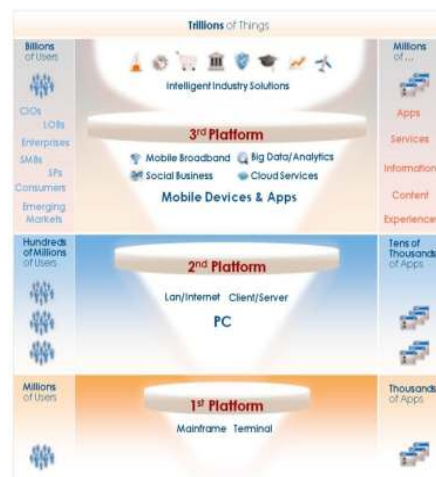 Trillions of Things
Billions
of Users
Millions
of ...
Intelligent Industry Solutions
CIOs
LOBs
Enterprises
SMBs
SPs
Consumers
Emerging
Markets
3rd Platform
Mobile Broadband
Big Data/Analytics
Social Business
Cloud Services
Mobile Devices & Apps
Apps
Services
Information
Content
Experiences
Hundreds
of Millions
of Users
2nd Platform
Lan/Internet Client/Server
PC
Tens of
Thousands
of Apps
Millions
of Users
1st Platform
Mainframe Terminal
Thousands
of Apps